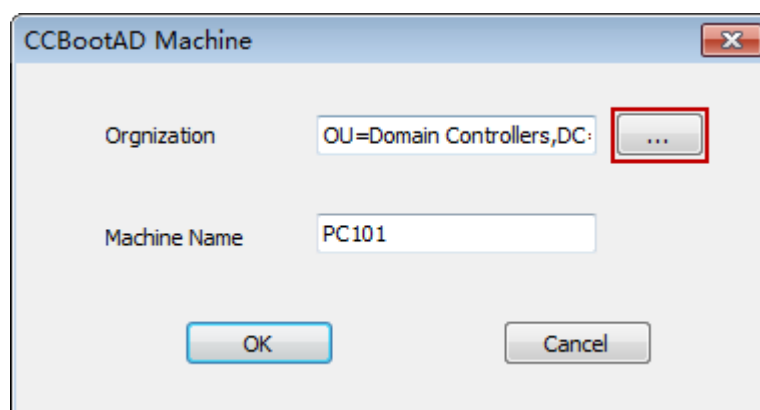 CCBootAD Machine
Orgnization OU=Domain Controllers,DC= ...
Machine Name PC101
OK Cancel